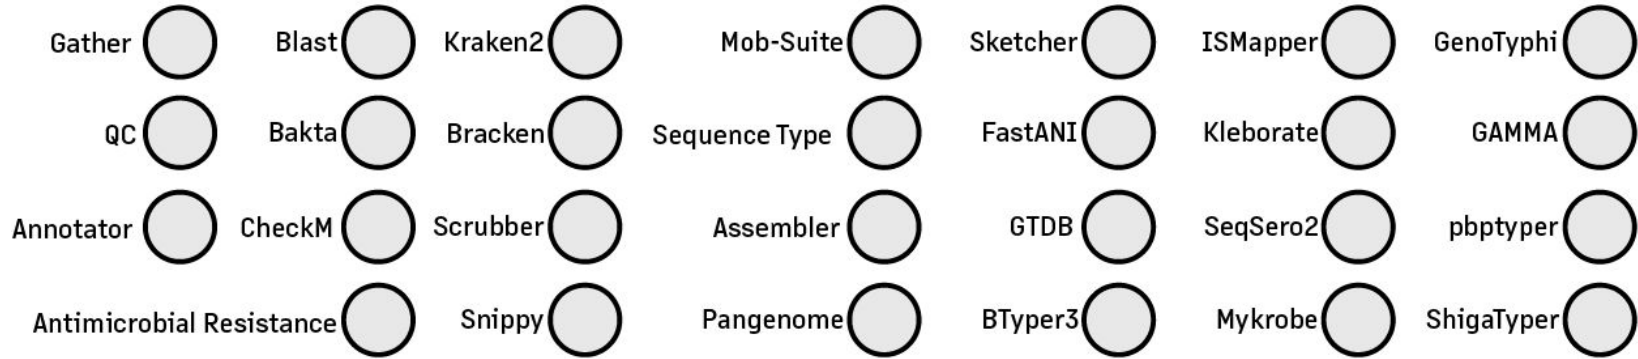 Gather Blast Kraken2 Mob-Suite Sketcher ISMapper GenoTyphi
QC Bakta Bracken Sequence Type FastANI Kleborate GAMMA
Annotator CheckM Scrubber Assembler GTDB SeqSero2 pbptyper
Antimicrobial Resistance Snippy Pangenome BTyper3 Mykrobe ShigaTyper